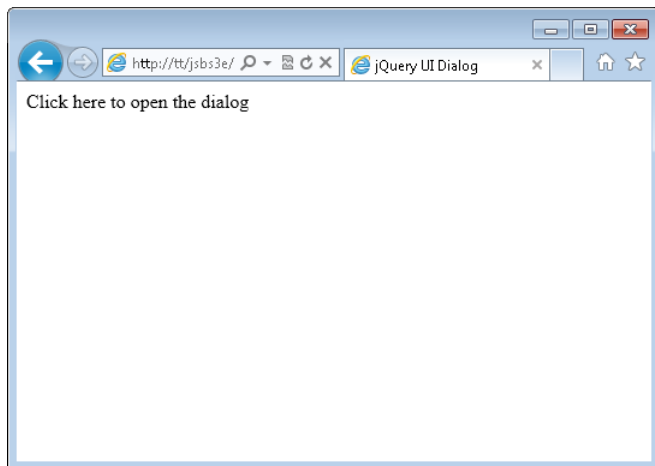 http://tt/jsbs3e/
jQuery UI Dialog
Click here to open the dialog